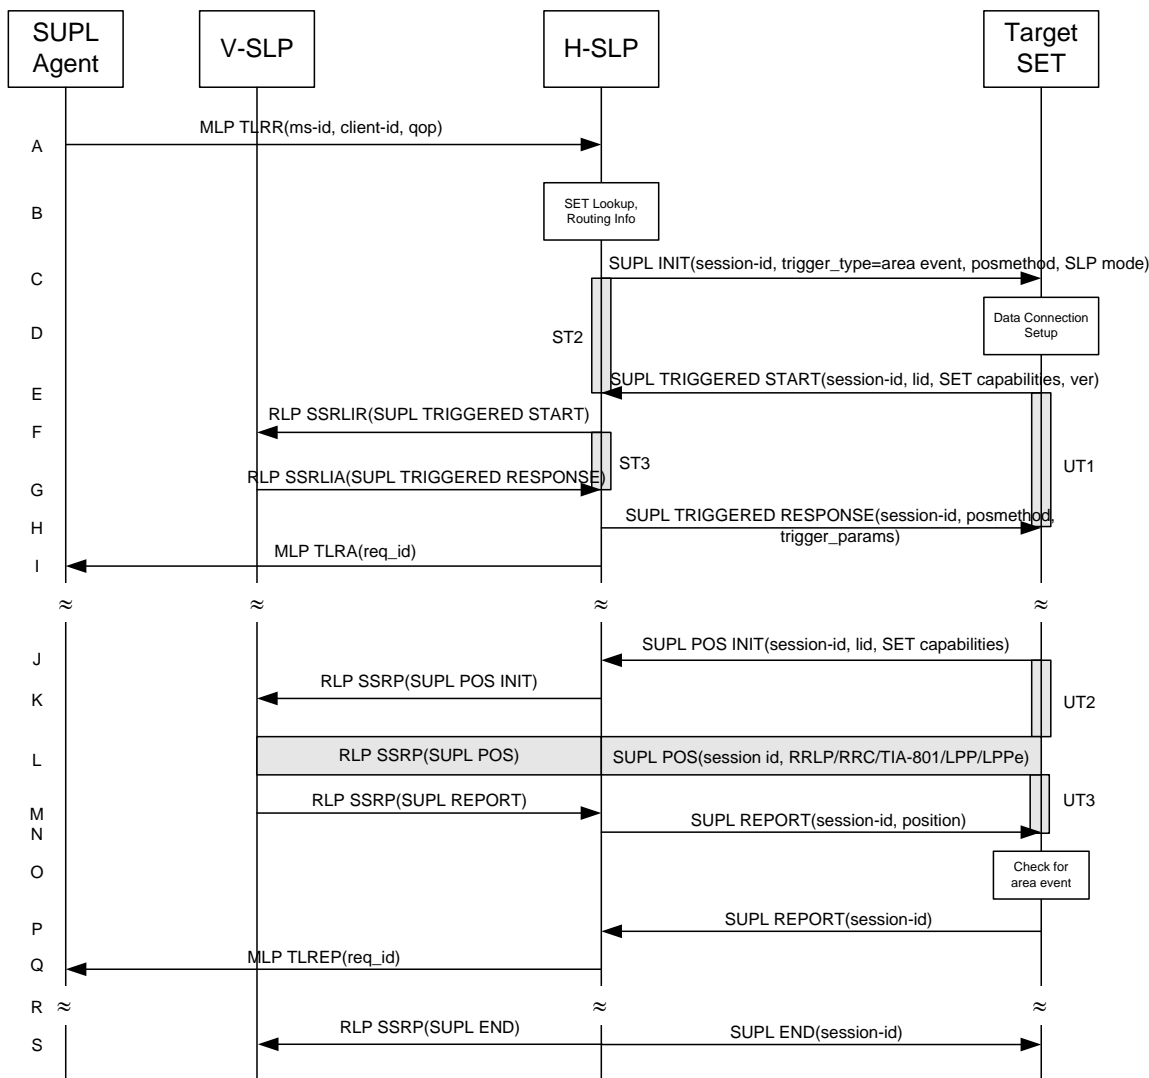 SUPL
Agent
V-SLP
H-SLP
Target
SET
A
MLP TLRR(ms-id, client-id, qop)
B
SET Lookup,
Routing Info
C
SUPL INIT(session-id, trigger_type=area event, posmethod, SLP mode)
D
ST2
Data Connection
Setup
E
SUPL TRIGGERED START(session-id, lid, SET capabilities, ver)
F
RLP SSRLIR(SUPL TRIGGERED START)
ST3
UT1
G
RLP SSRLIA(SUPL TRIGGERED RESPONSE)
H
SUPL TRIGGERED RESPONSE(session-id, posmethod,
trigger_params)
I
MLP TLRA(req_id)
≈ ≈ ≈ ≈
J
SUPL POS INIT(session-id, lid, SET capabilities)
K
RLP SSRP(SUPL POS INIT)
UT2
L
RLP SSRP(SUPL POS)
SUPL POS(session id, RRLP/RRC/TIA-801/LPP/LPPe)
M
RLP SSRP(SUPL REPORT)
UT3
N
SUPL REPORT(session-id, position)
O
Check for
area event
P
SUPL REPORT(session-id)
Q
MLP TLREP(req_id)
R ≈ ≈ ≈
S
RLP SSRP(SUPL END)
SUPL END(session-id)